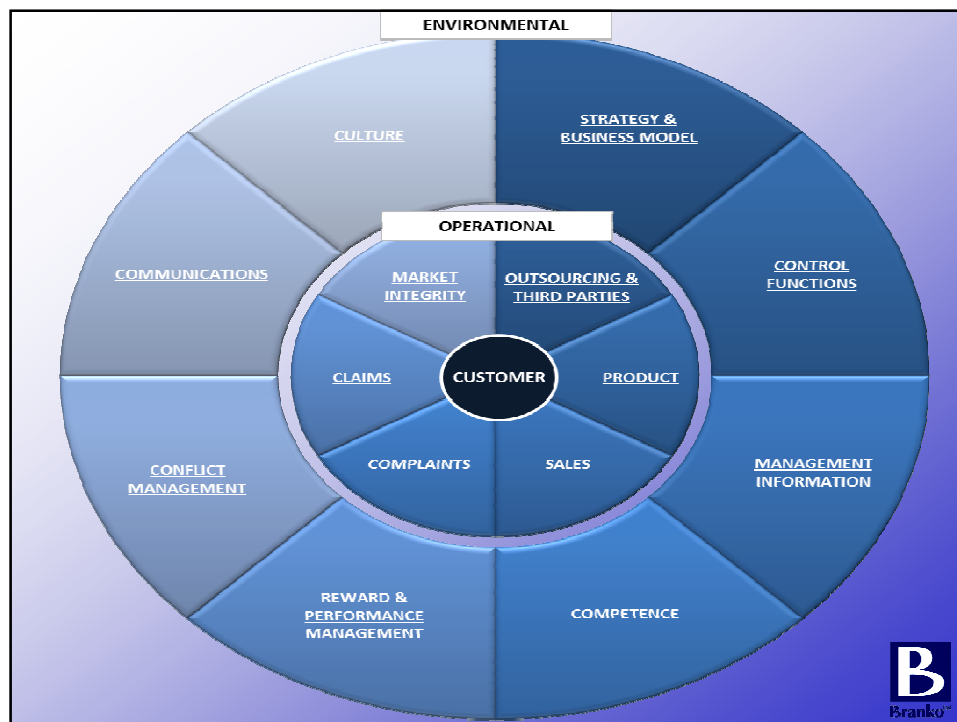 ENVIRONMENTAL
CULTURE
STRATEGY &
BUSINESS MODEL
COMMUNICATIONS
CONTROL
FUNCTIONS
OPERATIONAL
MARKET
INTEGRITY
OUTSOURCING &
THIRD PARTIES
CLAIMS
CUSTOMER
PRODUCT
COMPLAINTS
SALES
CONFLICT
MANAGEMENT
MANAGEMENT
INFORMATION
REWARD &
PERFORMANCE
MANAGEMENT
COMPETENCE
B
Branko™